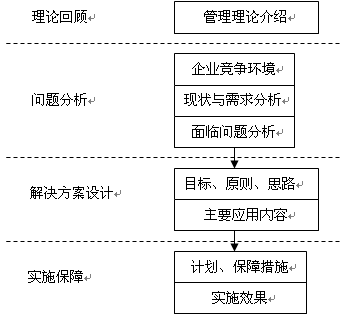 理论回顾
管理理论介绍
企业竞争环境
问题分析
现状与需求分析
面临问题分析
解决方案设计
目标、原则、思路
主要应用内容
实施保障
计划、保障措施
实施效果